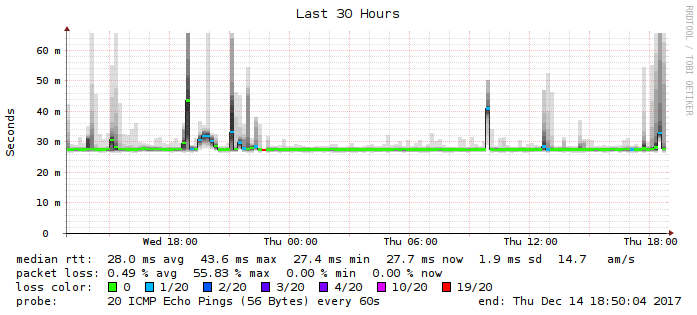 Last 30 Hours
RRDTOOL / TOBI OETIKER
Seconds
60 m
50 m
40 m
30 m
20 m
10 m
0
Wed 18:00 Thu 00:00 Thu 06:00 Thu 12:00 Thu 18:00
median rtt: 28.0 ms avg 43.6 ms max 27.4 ms min 27.7 ms now 1.9 ms sd 14.7 am/s
packet loss: 0.49 % avg 55.83 % max 0.00 % min 0.00 % now
loss color: 0 1/20 2/20 3/20 4/20 10/20 19/20
probe: 20 ICMP Echo Pings (56 Bytes) every 60s end: Thu Dec 14 18:50:04 2017